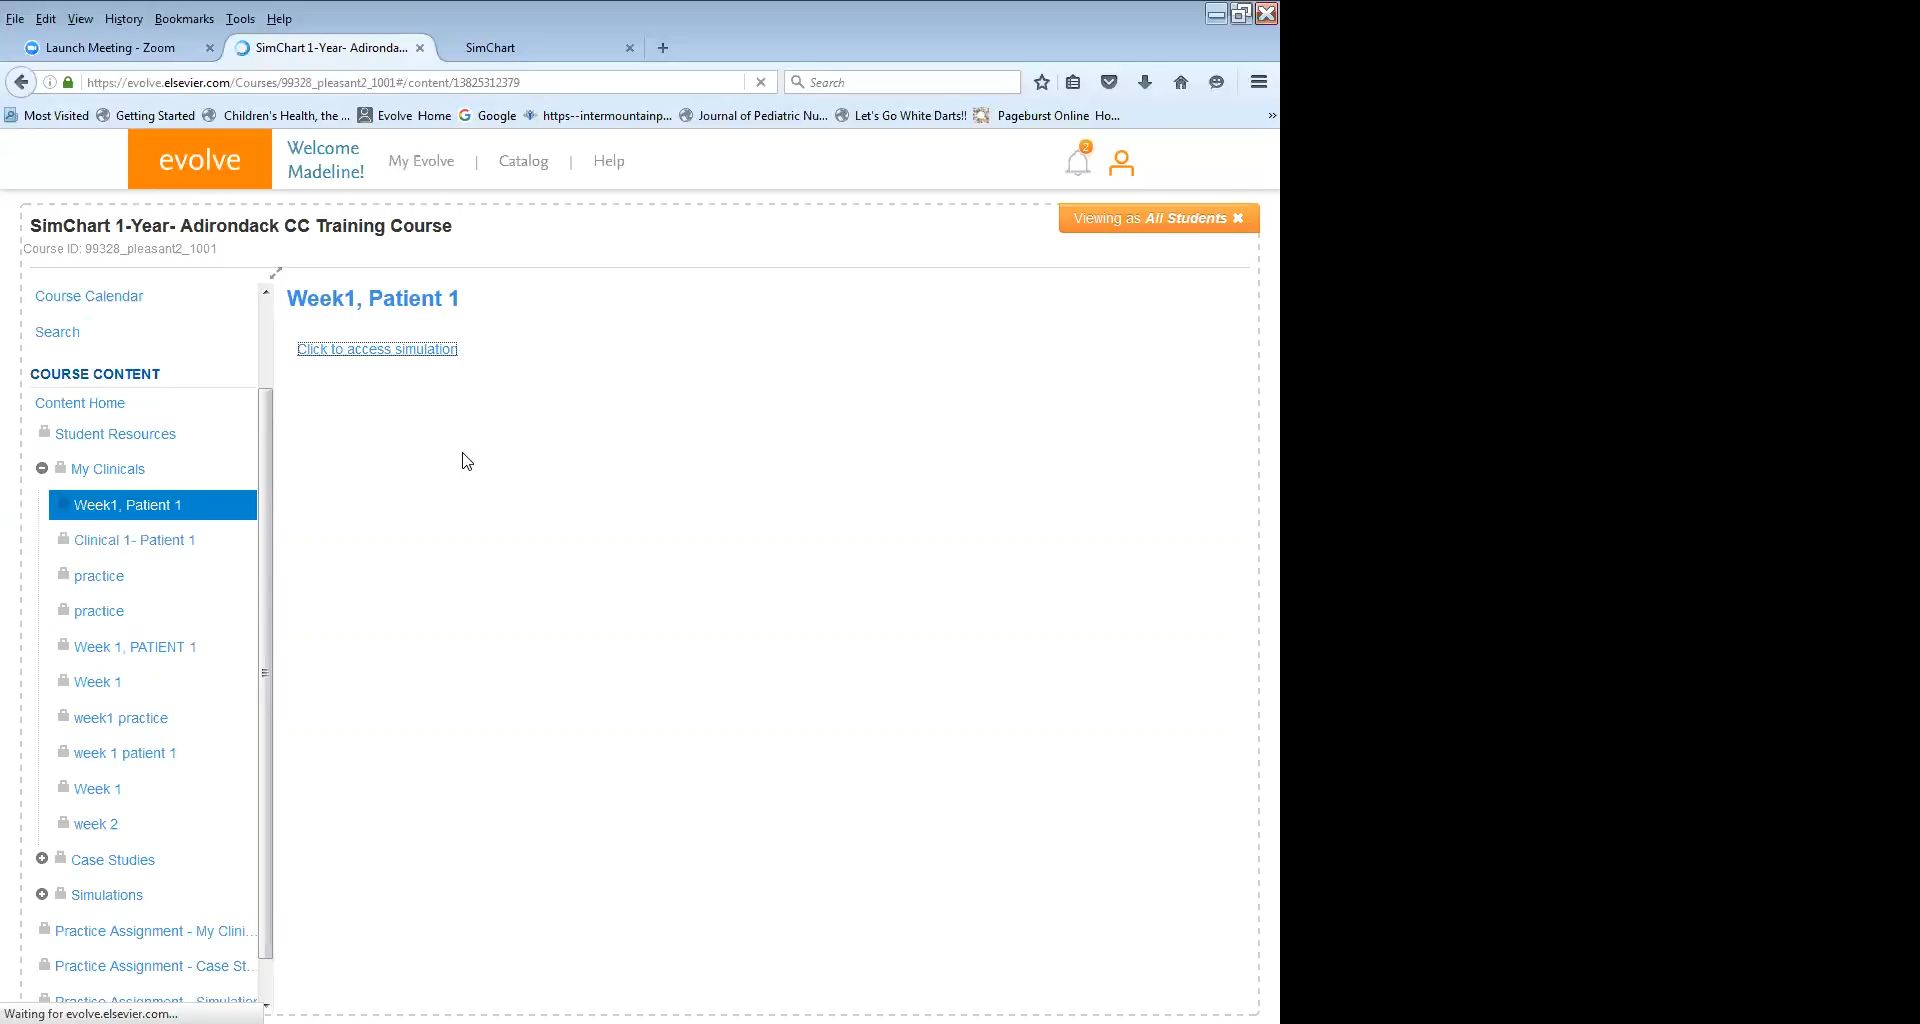 File Edit View History Bookmarks Tools Help
Launch Meeting - Zoom SimChart 1-Year- Adironda... SimChart
https://evolve.elsevier.com/Courses/99328_pleasant2_1001#/content/13825312379 Search
Most Visited Getting Started Children's Health, the ... Evolve Home Google https--intermountainp... Journal of Pediatric Nu... Let's Go White Darts!! Pageburst Online Ho... »
evolve Welcome Madeline! My Evolve | Catalog | Help 2
SimChart 1-Year- Adirondack CC Training Course
Viewing as All Students ✖
Course ID: 99328_pleasant2_1001
Course Calendar
Search
COURSE CONTENT
Content Home
Student Resources
My Clinicals
Week1, Patient 1
Clinical 1- Patient 1
practice
practice
Week 1, PATIENT 1
Week 1
week1 practice
week 1 patient 1
Week 1
week 2
Case Studies
Simulations
Practice Assignment - My Clini...
Practice Assignment - Case St...
Practice Assignment - Simulation
Waiting for evolve.elsevier.com...
Week1, Patient 1
Click to access simulation